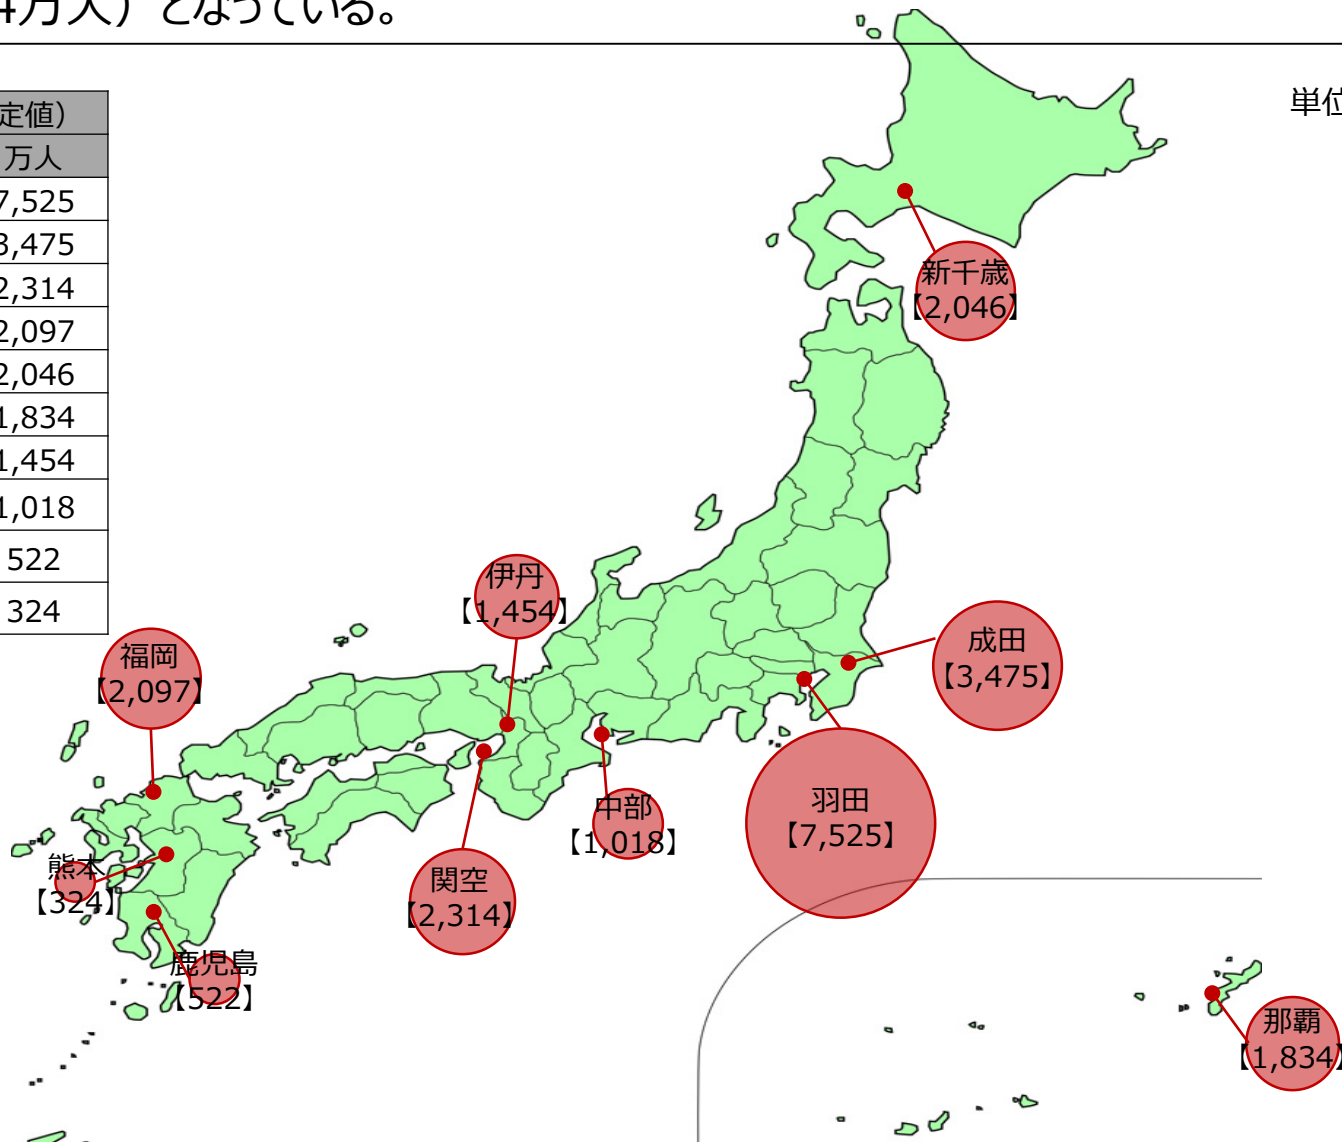 4万人）となっている。
単位
定値）
万人
7,525
3,475
2,314
2,097
2,046
1,834
1,454
1,018
522
324
新千歳
【2,046】
伊丹
【1,454】
福岡
【2,097】
成田
【3,475】
羽田
【7,525】
中部
【1,018】
関空
【2,314】
熊本
【324】
鹿児島
【522】
那覇
【1,834】